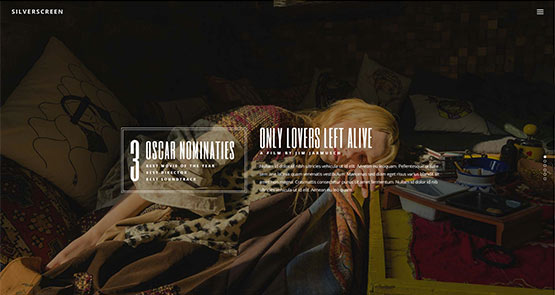 SILVERSCREEN
3 OSCAR NOMINATIES
BEST MOVIE OF THE YEAR
BEST DIRECTOR
BEST SOUNDTRACK
ONLY LOVERS LEFT ALIVE
A FILM BY JIM JARMUSCH
Nullam id dolor id nibh ultricies vehicula ut id elit. Aenean eu leo quam. Pellentesque ornare
sem lacinia quam venenatis vestibulum. Maecenas sed diam eget risus varius blandit sit
amet non magna. Commodo consectetur purus sit amet fermentum. Nullam id dolor id nibh
ultricies vehicula ut id elit. Aenean eu leo quam.